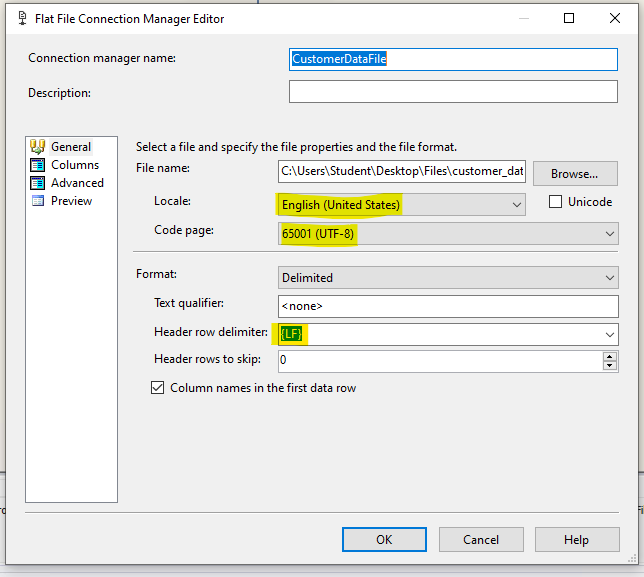 Flat File Connection Manager Editor
Connection manager name: CustomerDataFile
Description:
General
Columns
Advanced
Preview
Select a file and specify the file properties and the file format.
File name: C:\Users\Student\Desktop\Files\customer_dat Browse...
Locale: English (United States) Unicode
Code page: 65001 (UTF-8)
Format: Delimited
Text qualifier: <none>
Header row delimiter: {LF}
Header rows to skip: 0
Column names in the first data row
OK Cancel Help